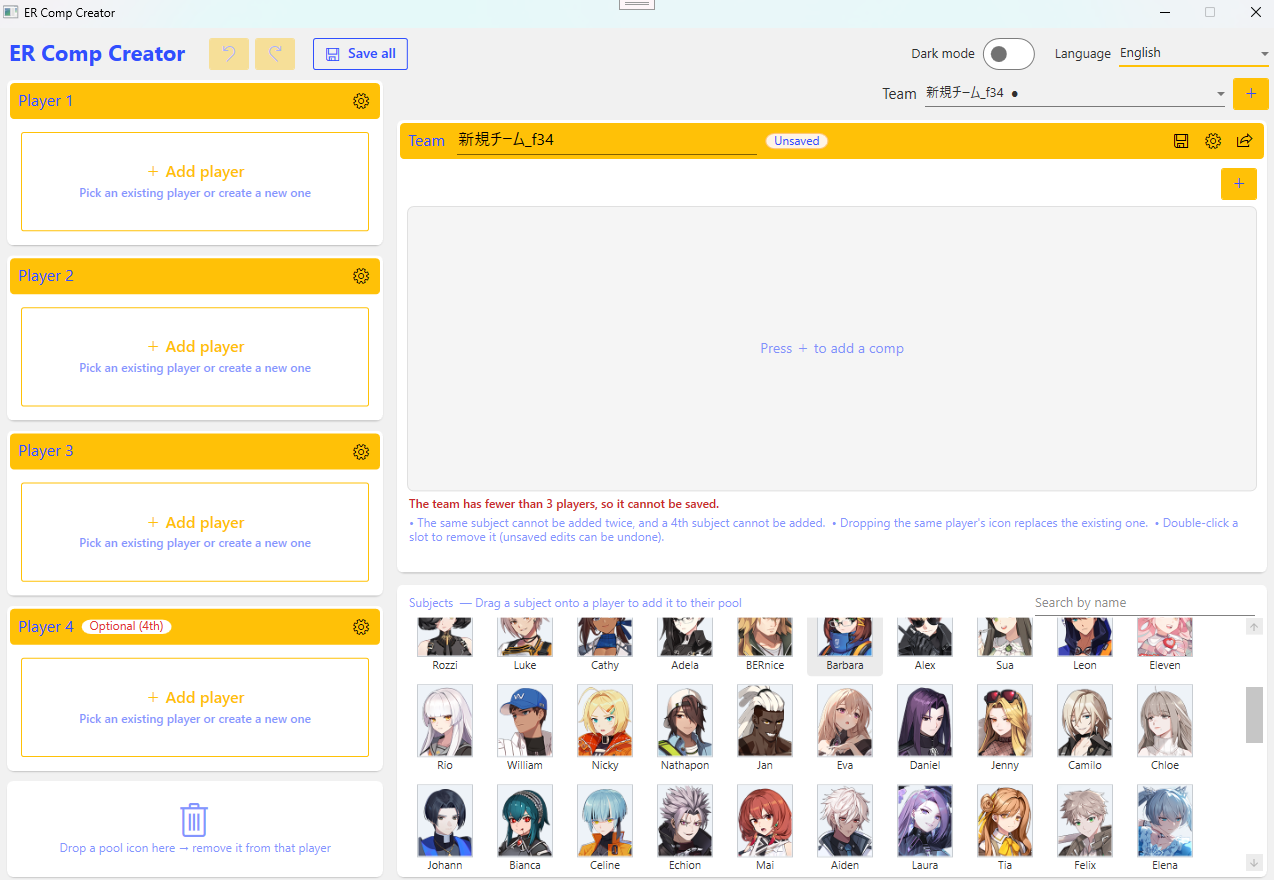 ER Comp Creator
ER Comp Creator
Save all
Dark mode
Language
English
Team
新規チーム_f34 ●
+
Player 1
+ Add player
Pick an existing player or create a new one
Player 2
+ Add player
Pick an existing player or create a new one
Player 3
+ Add player
Pick an existing player or create a new one
Player 4
Optional (4th)
+ Add player
Pick an existing player or create a new one
Drop a pool icon here → remove it from that player
Team
新規チーム_f34
Unsaved
+
Press + to add a comp
The team has fewer than 3 players, so it cannot be saved.
• The same subject cannot be added twice, and a 4th subject cannot be added. • Dropping the same player's icon replaces the existing one. • Double-click a
slot to remove it (unsaved edits can be undone).
Subjects — Drag a subject onto a player to add it to their pool
Search by name
Rozzi Luke Cathy Adela BERnice Barbara Alex Sua Leon Eleven
Rio William Nicky Nathapon Jan Eva Daniel Jenny Camilo Chloe
Johann Bianca Celine Echion Mai Aiden Laura Tia Felix Elena